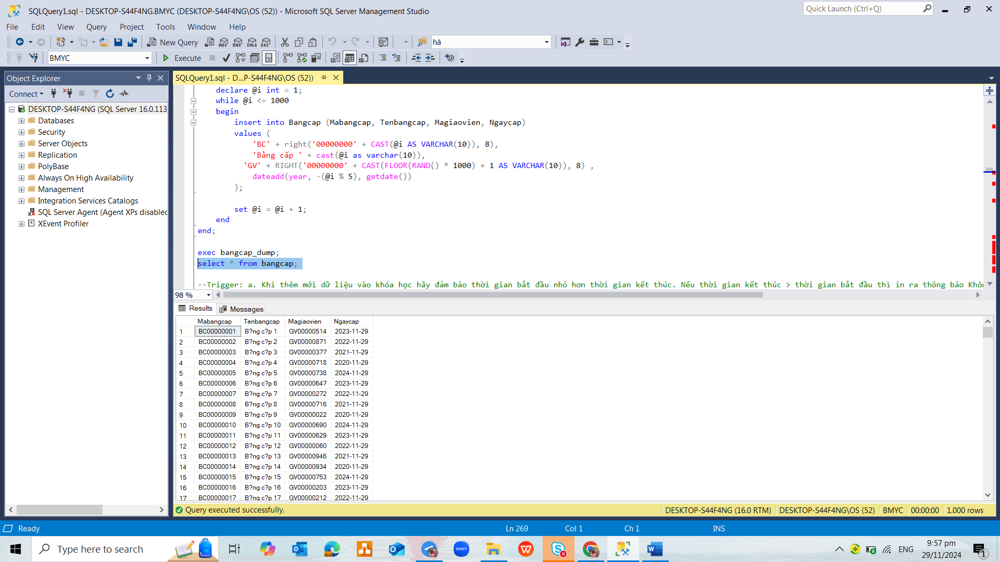 SQLQuery1.sql - DESKTOP-S44F4NG.BMYC (DESKTOP-S44F4NG\OS (52)) - Microsoft SQL Server Management Studio
Quick Launch (Ctrl+Q)
File Edit View Query Project Tools Window Help
New Query MDX DMX XMLA DAX hà
BMYC Execute
Object Explorer
SQLQuery1.sql - D...P-S44F4NG\OS (52))
Connect
DESKTOP-S44F4NG (SQL Server 16.0.113
Databases
Security
Server Objects
Replication
PolyBase
Always On High Availability
Management
Integration Services Catalogs
SQL Server Agent (Agent XPs disabled
XEvent Profiler
declare @i int = 1;
while @i <= 1000
begin
insert into Bangcap (Mabangcap, Tenbangcap, Magiaovien, Ngaycap)
values (
'BC' + right('00000000' + CAST(@i AS VARCHAR(10)), 8),
'Bằng cấp ' + cast(@i as varchar(10)),
'GV' + RIGHT('00000000' + CAST(FLOOR(RAND() * 1000) + 1 AS VARCHAR(10)), 8) ,
dateadd(year, -(@i % 5), getdate())
);
set @i = @i + 1;
end
end;
exec bangcap_dump;
select * from bangcap;
--Trigger: a. Khi thêm mới dữ liệu vào khóa học hãy đảm bảo thời gian bắt đầu nhỏ hơn thời gian kết thúc. Nếu thời gian kết thúc > thời gian bắt đầu thì in ra thông báo Khôn
98 %
Results Messages
Mabangcap Tenbangcap Magiaovien Ngaycap
1 BC00000001 B?ng c?p 1 GV00000514 2023-11-29
2 BC00000002 B?ng c?p 2 GV00000871 2022-11-29
3 BC00000003 B?ng c?p 3 GV00000377 2021-11-29
4 BC00000004 B?ng c?p 4 GV00000718 2020-11-29
5 BC00000005 B?ng c?p 5 GV00000738 2024-11-29
6 BC00000006 B?ng c?p 6 GV00000647 2023-11-29
7 BC00000007 B?ng c?p 7 GV00000272 2022-11-29
8 BC00000008 B?ng c?p 8 GV00000716 2021-11-29
9 BC00000009 B?ng c?p 9 GV00000022 2020-11-29
10 BC00000010 B?ng c?p 10 GV00000690 2024-11-29
11 BC00000011 B?ng c?p 11 GV00000629 2023-11-29
12 BC00000012 B?ng c?p 12 GV00000060 2022-11-29
13 BC00000013 B?ng c?p 13 GV00000946 2021-11-29
14 BC00000014 B?ng c?p 14 GV00000934 2020-11-29
15 BC00000015 B?ng c?p 15 GV00000753 2024-11-29
16 BC00000016 B?ng c?p 16 GV00000203 2023-11-29
17 BC00000017 B?ng c?p 17 GV00000212 2022-11-29
Query executed successfully. DESKTOP-S44F4NG (16.0 RTM) DESKTOP-S44F4NG\OS (52) BMYC 00:00:00 1.000 rows
Ready Ln 269 Col 1 Ch 1 INS
Type here to search zoom ENG 9:57 pm
29/11/2024 1